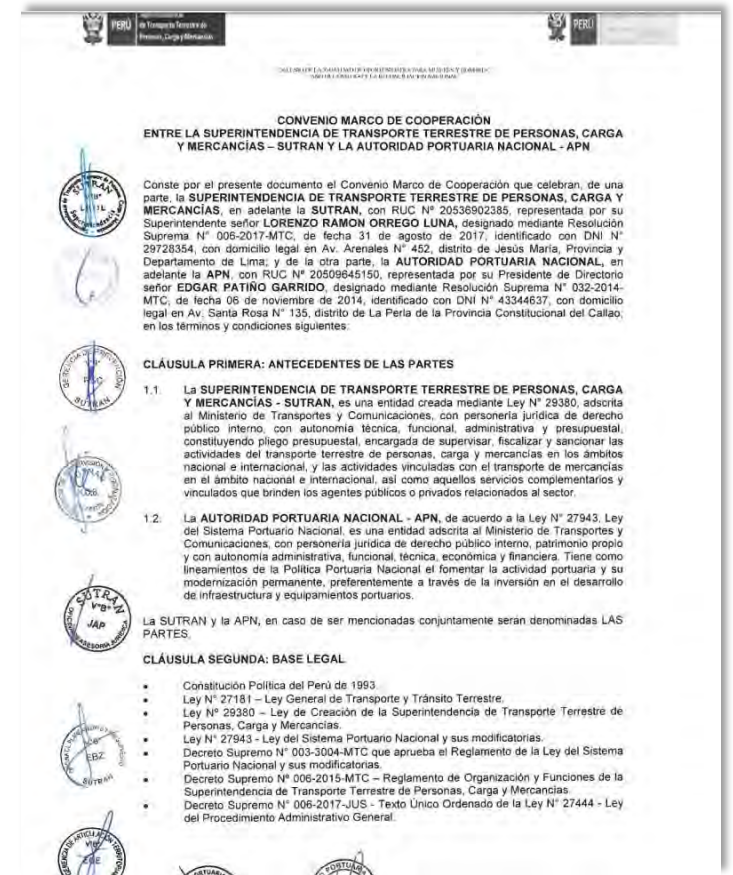 PERÚ
de Transporte Terrestre de
Personas, Carga y Mercancías
PERÚ
CONVENIO MARCO DE COOPERACIÓN
ENTRE LA SUPERINTENDENCIA DE TRANSPORTE TERRESTRE DE PERSONAS, CARGA
Y MERCANCÍAS – SUTRAN Y LA AUTORIDAD PORTUARIA NACIONAL - APN
Conste por el presente documento el Convenio Marco de Cooperación que celebran, de una
parte, la SUPERINTENDENCIA DE TRANSPORTE TERRESTRE DE PERSONAS, CARGA Y
MERCANCÍAS, en adelante la SUTRAN, con RUC Nº 20536902385, representada por su
Superintendente señor LORENZO RAMON ORREGO LUNA, designado mediante Resolución
Suprema N° 006-2017-MTC, de fecha 31 de agosto de 2017, identificado con DNI N°
29728354, con domicilio legal en Av. Arenales N° 452, distrito de Jesús María, Provincia y
Departamento de Lima; y de la otra parte, la AUTORIDAD PORTUARIA NACIONAL, en
adelante la APN, con RUC Nº 20509645150, representada por su Presidente de Directorio
señor EDGAR PATIÑO GARRIDO, designado mediante Resolución Suprema N° 032-2014-
MTC, de fecha 06 de noviembre de 2014, identificado con DNI N° 43344637, con domicilio
legal en Av. Santa Rosa N° 135, distrito de La Perla de la Provincia Constitucional del Callao;
en los términos y condiciones siguientes:
CLÁUSULA PRIMERA: ANTECEDENTES DE LAS PARTES
1.1. La SUPERINTENDENCIA DE TRANSPORTE TERRESTRE DE PERSONAS, CARGA
Y MERCANCÍAS - SUTRAN, es una entidad creada mediante Ley N° 29380, adscrita
al Ministerio de Transportes y Comunicaciones, con personería jurídica de derecho
público interno, con autonomía técnica, funcional, administrativa y presupuestal,
constituyendo pliego presupuestal, encargada de supervisar, fiscalizar y sancionar las
actividades del transporte terrestre de personas, carga y mercancías en los ámbitos
nacional e internacional, y las actividades vinculadas con el transporte de mercancías
en el ámbito nacional e internacional, así como aquellos servicios complementarios y
vinculados que brinden los agentes públicos o privados relacionados al sector.
1.2. La AUTORIDAD PORTUARIA NACIONAL - APN, de acuerdo a la Ley N° 27943, Ley
del Sistema Portuario Nacional, es una entidad adscrita al Ministerio de Transportes y
Comunicaciones, con personería jurídica de derecho público interno, patrimonio propio
y con autonomía administrativa, funcional, técnica, económica y financiera. Tiene como
lineamientos de la Política Portuaria Nacional el fomentar la actividad portuaria y su
modernización permanente, preferentemente a través de la inversión en el desarrollo
de infraestructura y equipamientos portuarios.
SUTRAN
V°B°
JAP
La SUTRAN y la APN, en caso de ser mencionadas conjuntamente serán denominadas LAS
PARTES.
CLÁUSULA SEGUNDA: BASE LEGAL
• Constitución Política del Perú de 1993.
• Ley N° 27181 – Ley General de Transporte y Tránsito Terrestre.
• Ley Nº 29380 – Ley de Creación de la Superintendencia de Transporte Terrestre de
Personas, Carga y Mercancías.
• Ley N° 27943 - Ley del Sistema Portuario Nacional y sus modificatorias.
• Decreto Supremo N° 003-3004-MTC que aprueba el Reglamento de la Ley del Sistema
Portuario Nacional y sus modificatorias.
• Decreto Supremo Nº 006-2015-MTC – Reglamento de Organización y Funciones de la
Superintendencia de Transporte Terrestre de Personas, Carga y Mercancías.
• Decreto Supremo N° 006-2017-JUS - Texto Único Ordenado de la Ley N° 27444 - Ley
del Procedimiento Administrativo General.
EBZ
SUTRAN